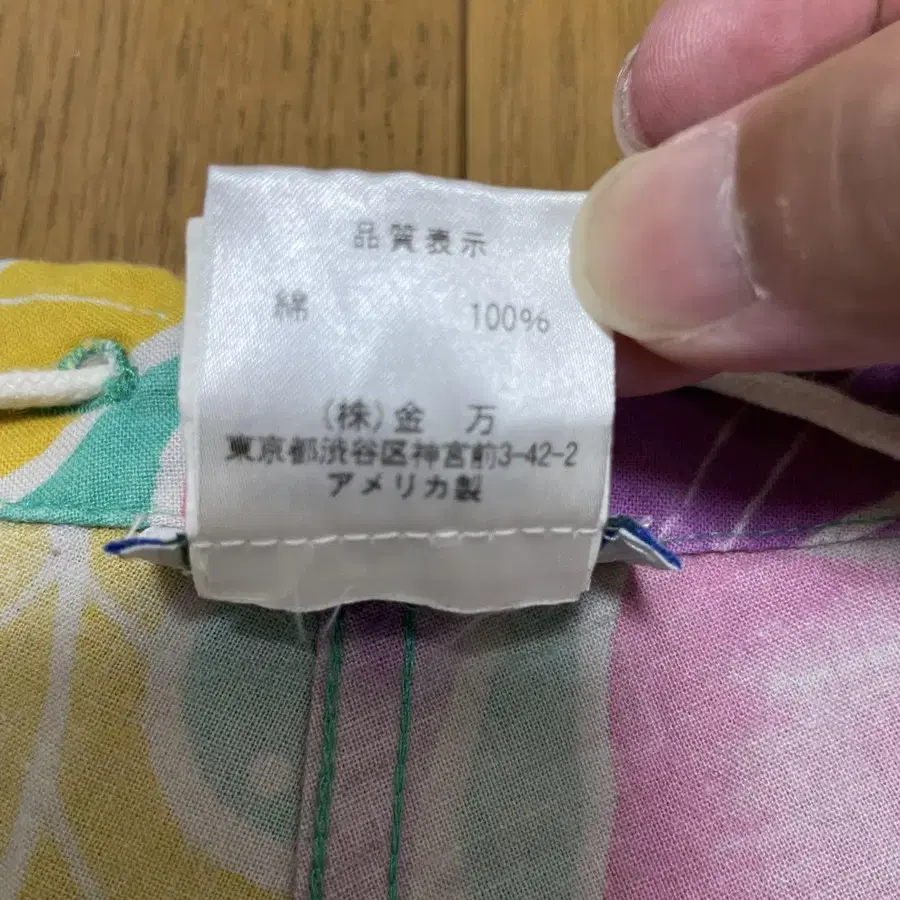 品質表示
綿 100%
(株)金 万
東京都渋谷区神宮前3-42-2
アメリカ製